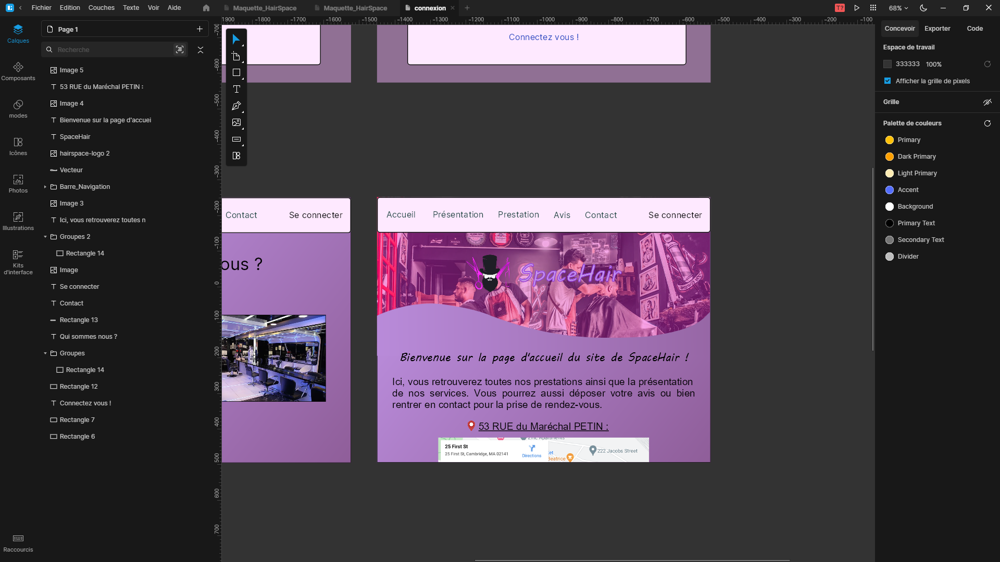 Fichier Edition Couches Texte Voir Aide
Maquette_HairSpace
Maquette_HairSpace
connexion
T?
68%
Calques
Composants
modes
Icônes
Photos
Illustrations
Kits
d'interface
Raccourcis
Page 1
Recherche
Image 5
53 RUE du Maréchal PETIN :
Image 4
Bienvenue sur la page d'accuei
SpaceHair
hairspace-logo 2
Vecteur
Barre_Navigation
Image 3
Ici, vous retrouverez toutes n
Groupes 2
Rectangle 14
Image
Se connecter
Contact
Rectangle 13
Qui sommes nous ?
Groupes
Rectangle 14
Rectangle 12
Connectez vous !
Rectangle 7
Rectangle 6
1900 -1800 -1700 -1600 -1500 -1400 -1300 -1200 -1100 -1000 -900 -800 -700 -600 -500 -400 -300 -200 -100
-700
-600
-500
-400
-300
-200
-100
0
100
200
300
400
500
600
700
Connectez vous !
Contact Se connecter
ous ?
Accueil Présentation Prestation Avis Contact Se connecter
SpaceHair
Bienvenue sur la page d'accueil du site de SpaceHair !
Ici, vous retrouverez toutes nos prestations ainsi que la présentation
de nos services. Vous pourrez aussi déposer votre avis ou bien
rentrer en contact pour la prise de rendez-vous.
53 RUE du Maréchal PETIN :
25 First St
25 First St, Cambridge, MA 02141
Directions
Zinc Apartments
ket
Beatrice
222 Jacobs Street
Concevoir Exporter Code
Espace de travail
333333 100%
Afficher la grille de pixels
Grille
Palette de couleurs
Primary
Dark Primary
Light Primary
Accent
Background
Primary Text
Secondary Text
Divider